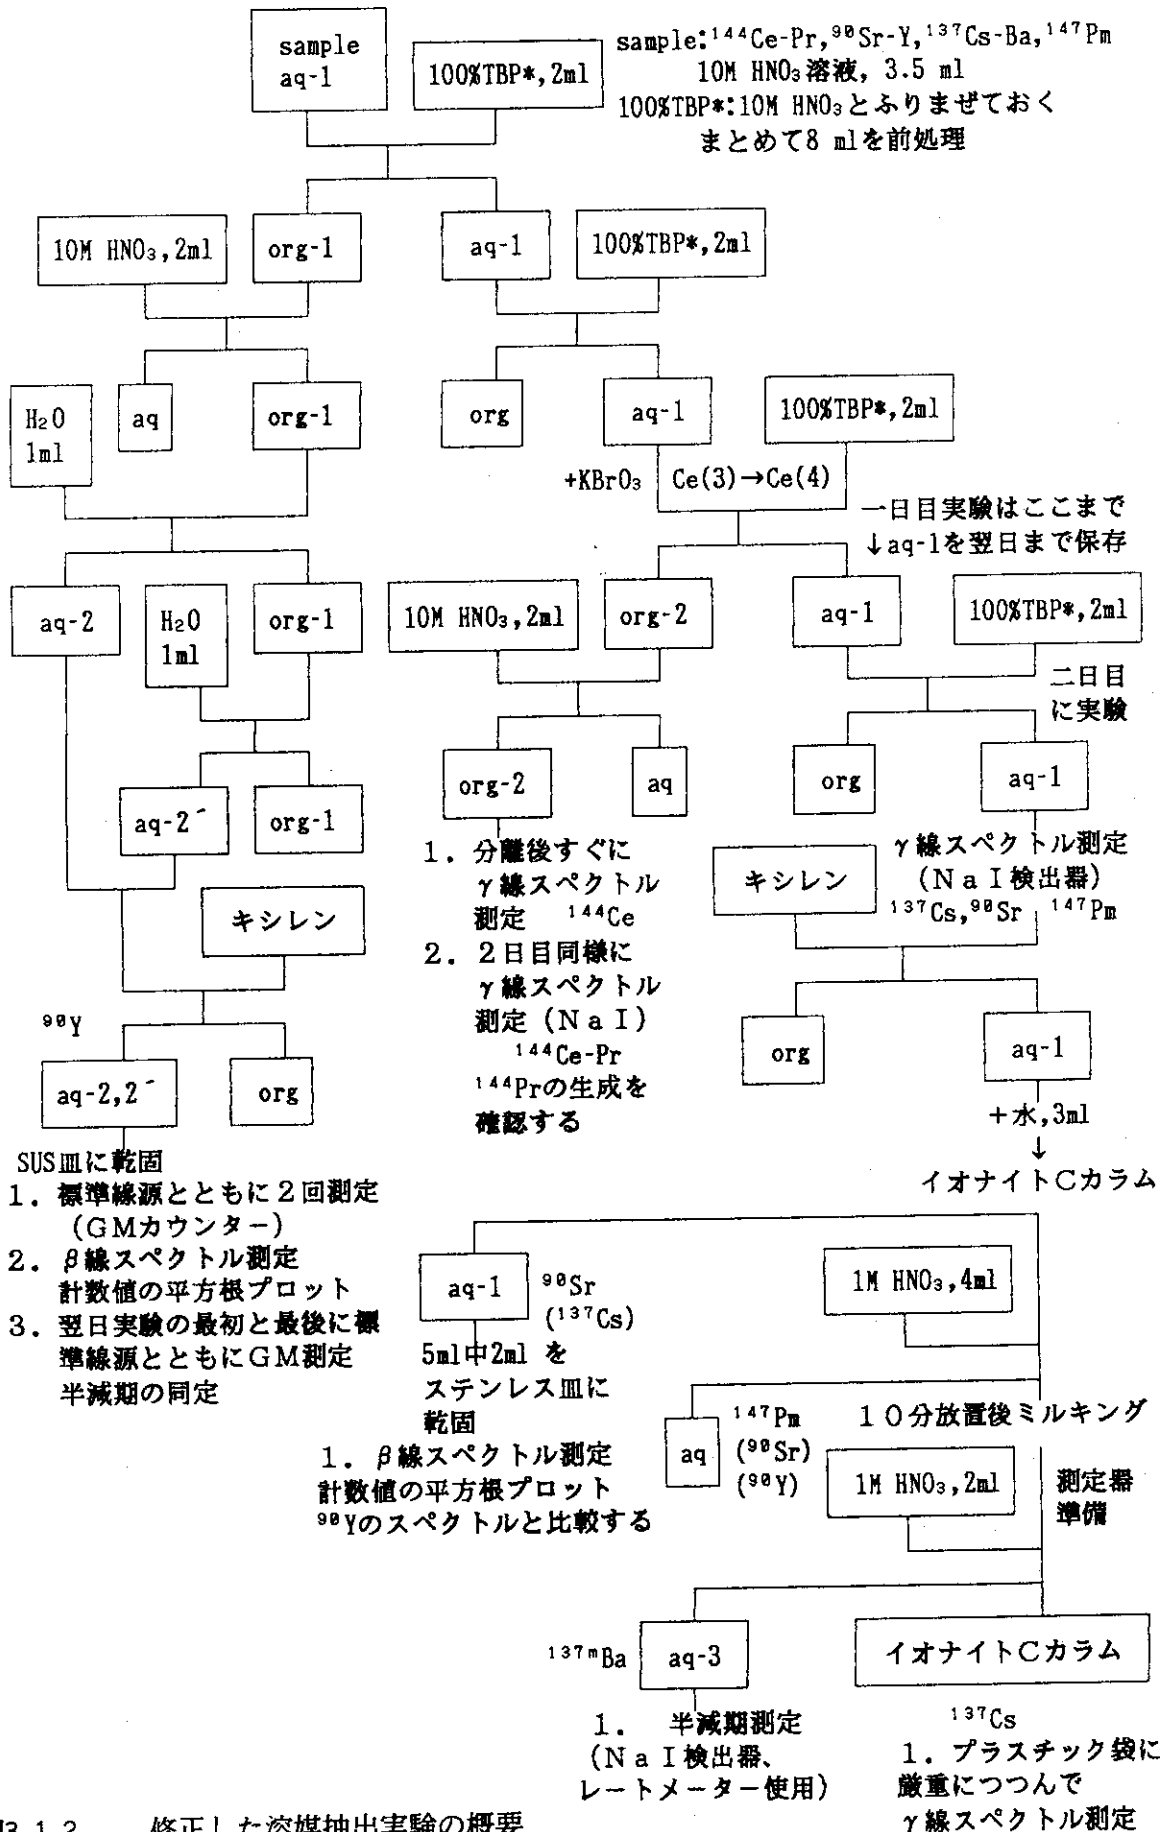 sample
aq-1
100%TBP*,2ml
sample:¹⁴⁴Ce-Pr,⁹⁰Sr-Y,¹³⁷Cs-Ba,¹⁴⁷Pm
10M HNO₃溶液, 3.5 ml
100%TBP*:10M HNO₃とふりまぜておく
まとめて8 mlを前処理
10M HNO₃,2ml
org-1
aq-1
100%TBP*,2ml
H₂O
1ml
aq
org-1
org
aq-1
100%TBP*,2ml
+KBrO₃ Ce(3)→Ce(4)
一日目実験はここまで
↓aq-1を翌日まで保存
aq-2
H₂O
1ml
org-1
10M HNO₃,2ml
org-2
aq-1
100%TBP*,2ml
二日目
に実験
aq-2´
org-1
org-2
aq
org
aq-1
キシレン
1. 分離後すぐに
γ線スペクトル
測定 ¹⁴⁴Ce
2. 2日目同様に
γ線スペクトル
測定(NaI)
¹⁴⁴Ce-Pr
¹⁴⁴Prの生成を
確認する
キシレン
γ線スペクトル測定
(NaI検出器)
¹³⁷Cs,⁹⁰Sr ¹⁴⁷Pm
⁹⁰Y
aq-2,2´
org
org
aq-1
+水,3ml
↓
イオナイトCカラム
SUS皿に乾固
1. 標準線源とともに2回測定
(GMカウンター)
2. β線スペクトル測定
計数値の平方根プロット
3. 翌日実験の最初と最後に標
準線源とともにGM測定
半減期の同定
aq-1
⁹⁰Sr
(¹³⁷Cs)
5ml中2ml を
ステンレス皿に
乾固
1. β線スペクトル測定
計数値の平方根プロット
⁹⁰Yのスペクトルと比較する
1M HNO₃,4ml
aq
¹⁴⁷Pm
(⁹⁰Sr)
(⁹⁰Y)
10分放置後ミルキング
1M HNO₃,2ml
測定器
準備
¹³⁷ᵐBa
aq-3
イオナイトCカラム
1. 半減期測定
(NaI検出器、
レートメーター使用)
¹³⁷Cs
1. プラスチック袋に
厳重につつんで
γ線スペクトル測定
3.1.2 修正した溶媒抽出実験の概要